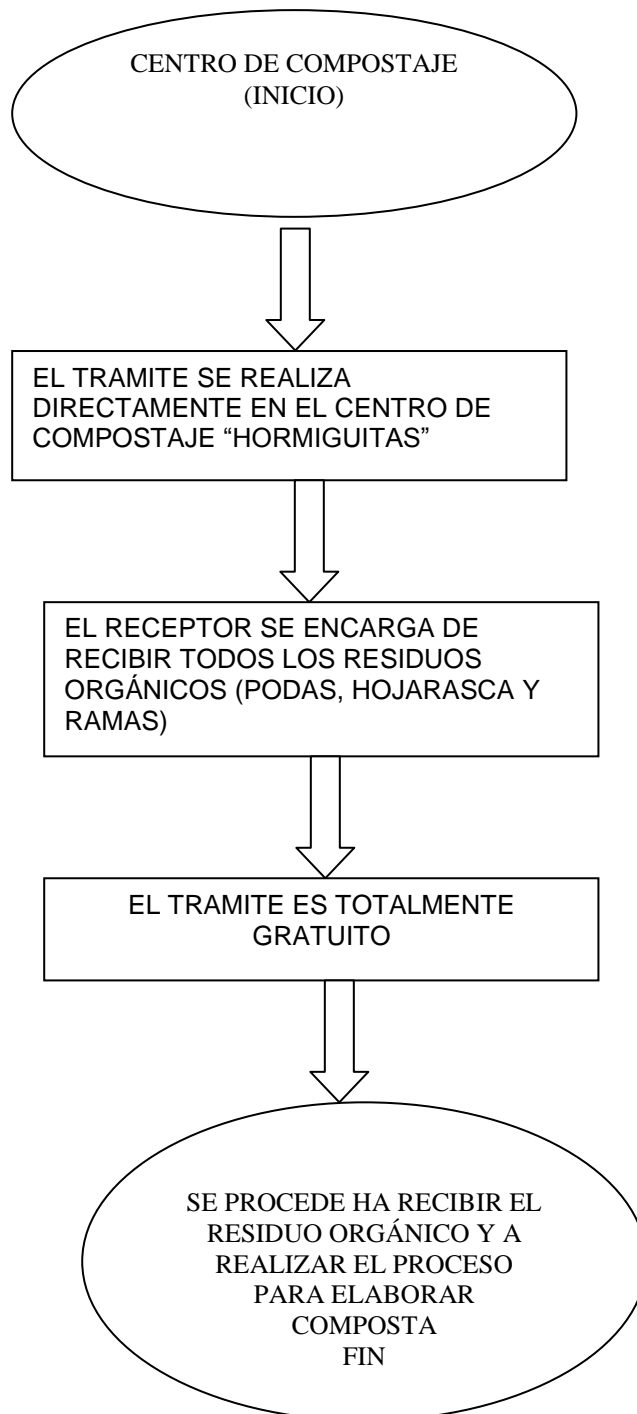 CENTRO DE COMPOSTAJE
(INICIO)
EL TRAMITE SE REALIZA
DIRECTAMENTE EN EL CENTRO DE
COMPOSTAJE “HORMIGUITAS”
EL RECEPTOR SE ENCARGA DE
RECIBIR TODOS LOS RESIDUOS
ORGÁNICOS (PODAS, HOJARASCA Y
RAMAS)
EL TRAMITE ES TOTALMENTE
GRATUITO
SE PROCEDE HA RECIBIR EL
RESIDUO ORGÁNICO Y A
REALIZAR EL PROCESO
PARA ELABORAR
COMPOSTA
FIN